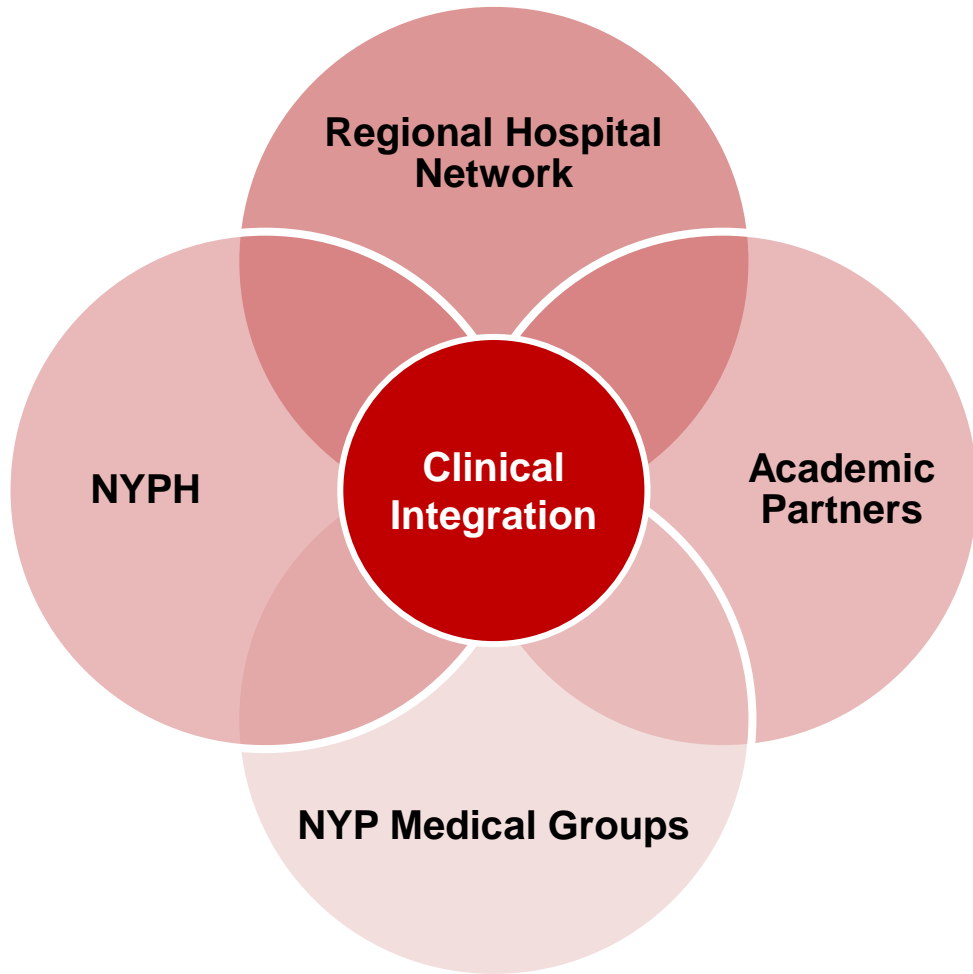 Regional Hospital
Network
NYPH
Clinical
Integration
Academic
Partners
NYP Medical Groups